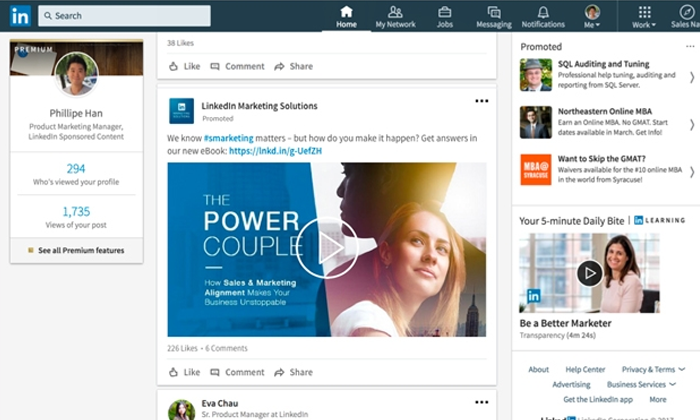 in
Search
Home
My Network
Jobs
Messaging
Notifications
Me
Work
Sales Na
PREMIUM
Phillipe Han
Product Marketing Manager,
LinkedIn Sponsored Content
294
Who's viewed your profile
1,735
Views of your post
See all Premium features
38 Likes
Like Comment Share
LinkedIn Marketing Solutions
Promoted
We know #smarketing matters – but how do you make it happen? Get answers in
our new eBook: https://lnkd.in/g-UefZH
THE
POWER
COUPLE
How Sales & Marketing
Alignment Makes Your
Business Unstoppable
226 Likes • 6 Comments
Like Comment Share
Eva Chau
Sr. Product Manager at LinkedIn
Promoted
SQL Auditing and Tuning
Professional help tuning, auditing and
reporting from SQL Server.
Northeastern Online MBA
Earn an Online MBA. No GMAT. Start
dates available in March. Get Info!
MBA@
SYRACUSE
Want to Skip the GMAT?
Waivers available for the #10 online MBA
in the world from Syracuse!
Your 5-minute Daily Bite | in LEARNING
in
Be a Better Marketer
Transparency (4m 24s)
About Help Center Privacy & Terms
Advertising Business Services
Get the LinkedIn app More